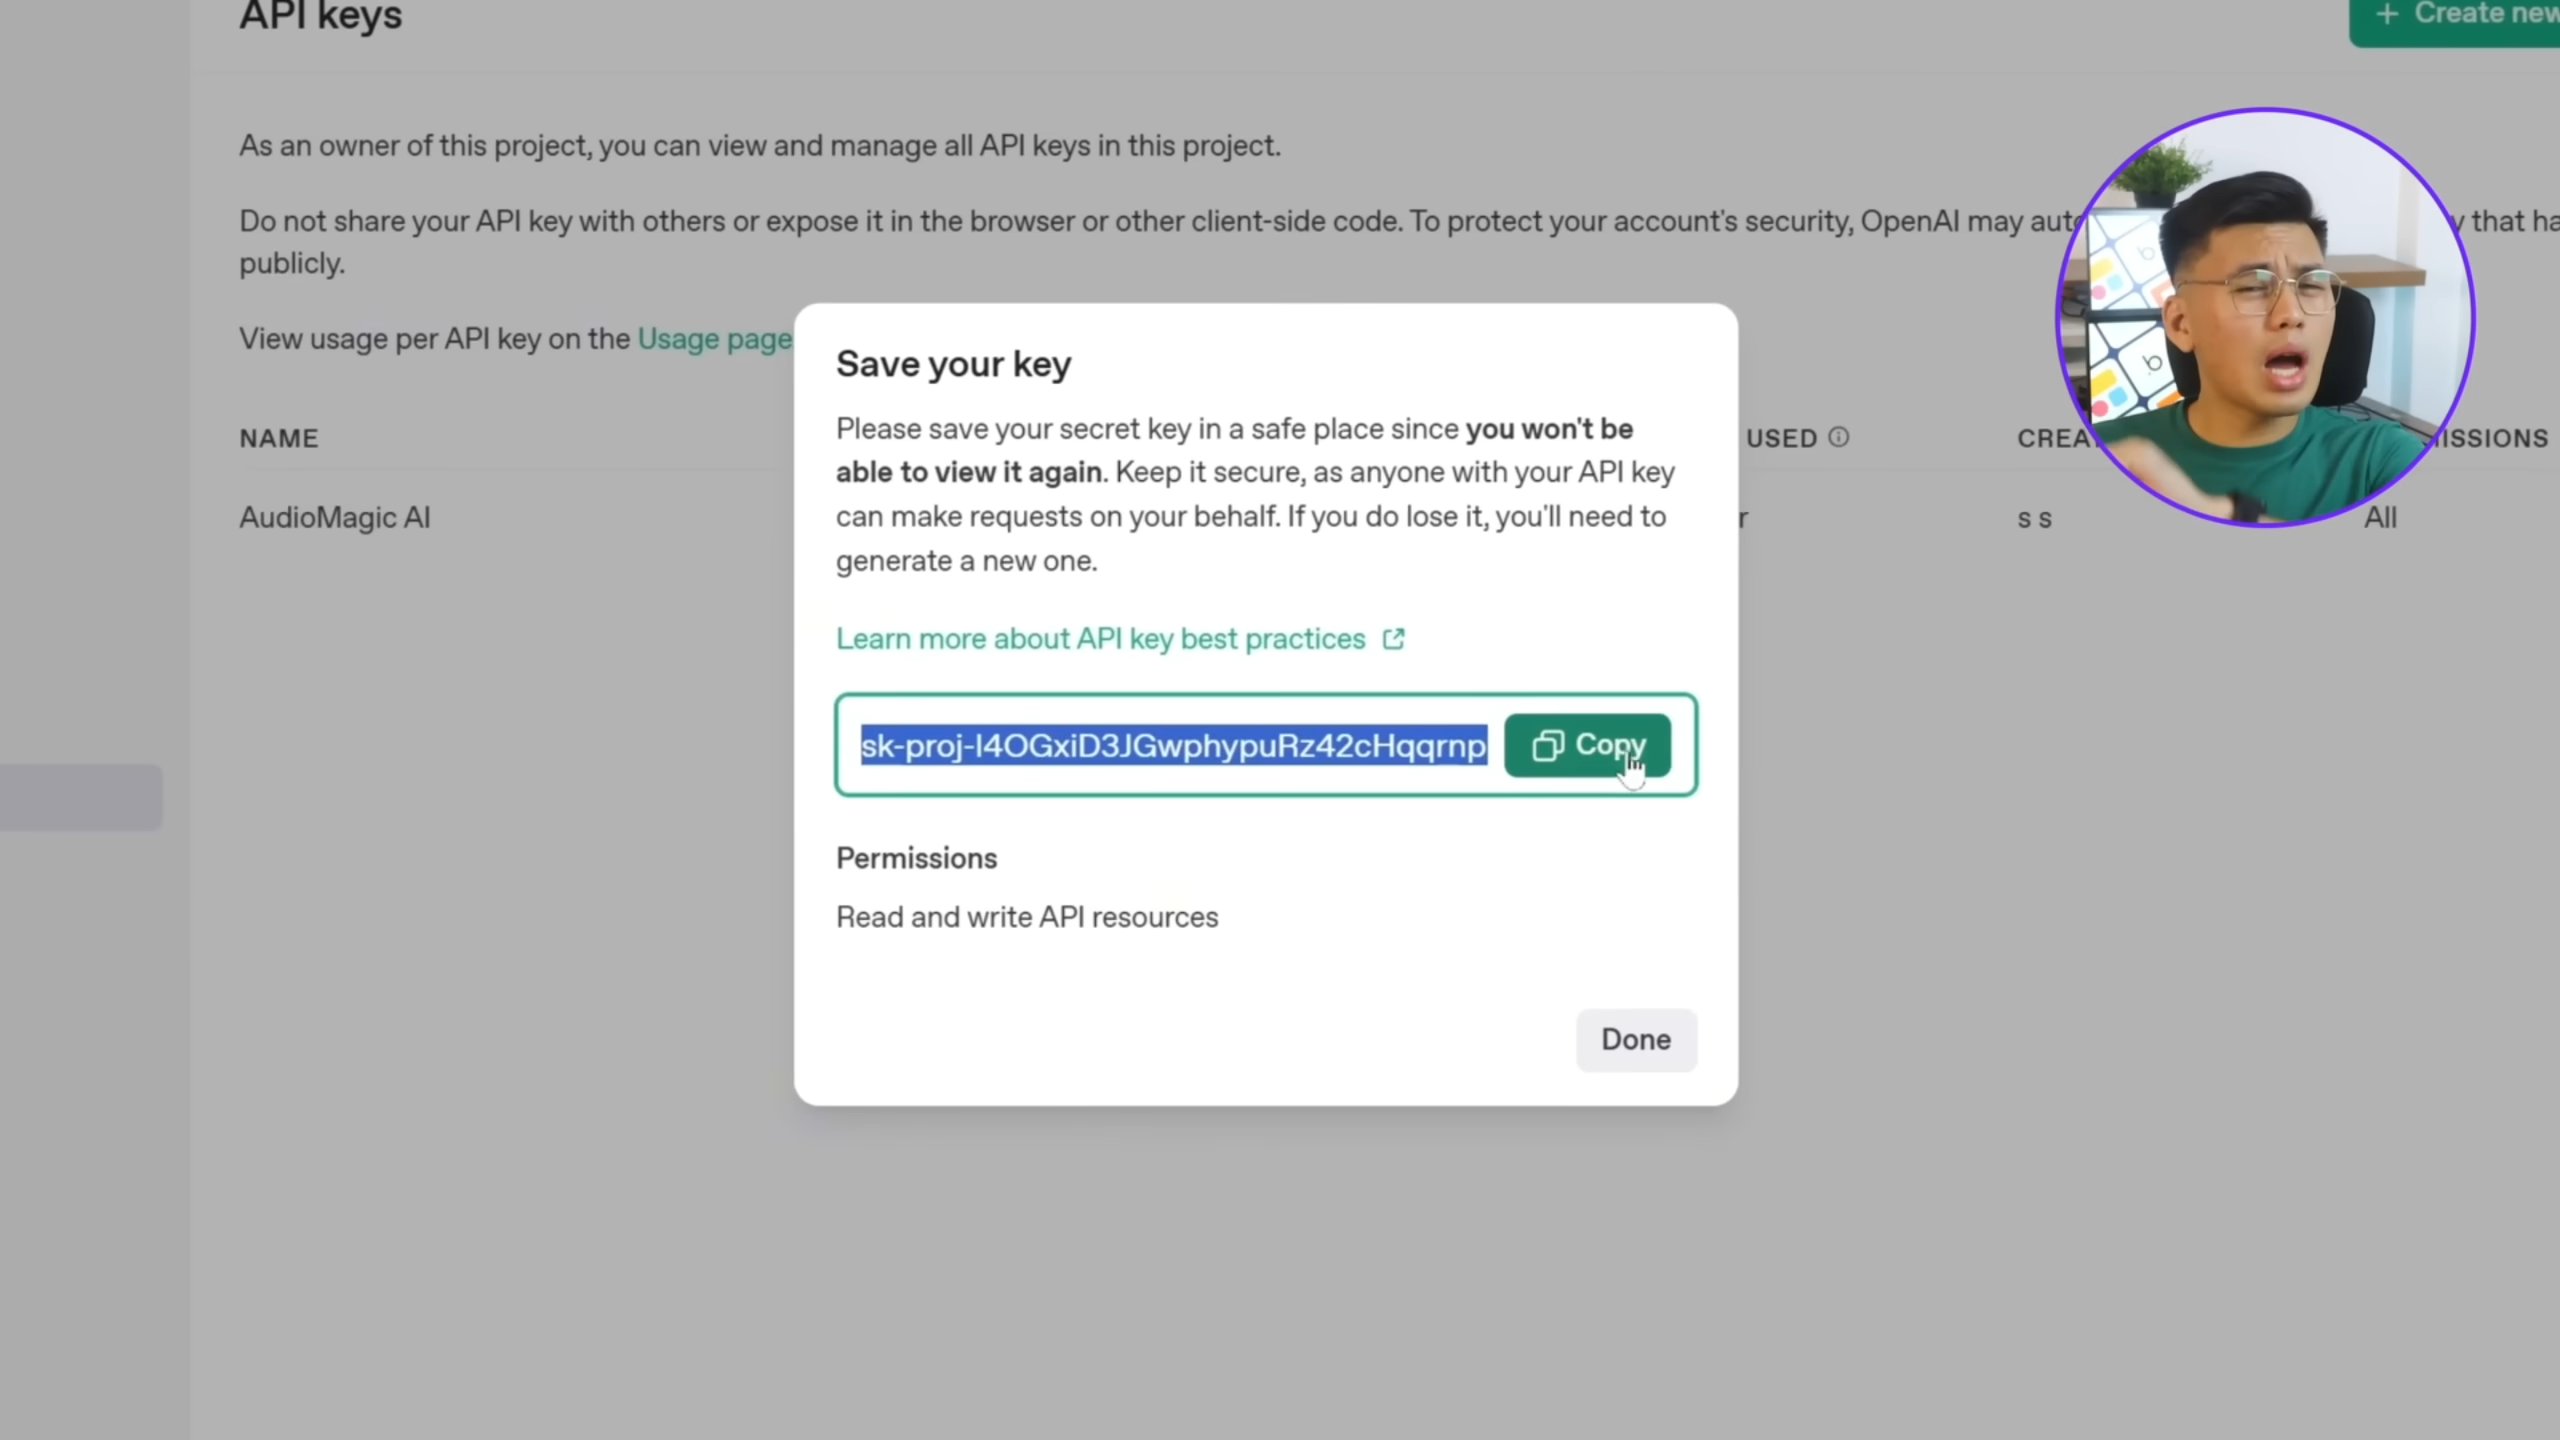 API keys
+ Create new
As an owner of this project, you can view and manage all API keys in this project.
Do not share your API key with others or expose it in the browser or other client-side code. To protect your account's security, OpenAI may
that
publicly.
View usage per API key on the Usage page
Save your key
Please save your secret key in a safe place since you won't be
able to view it again. Keep it secure, as anyone with your API key
can make requests on your behalf. If you do lose it, you'll need to
generate a new one.
Learn more about API key best practices
NAME
USED
AudioMagic AI
s s
All
sk-proj-l4OGxiD3JGwphypuRz42cHqqrnp
Copy
Permissions
Read and write API resources
Done